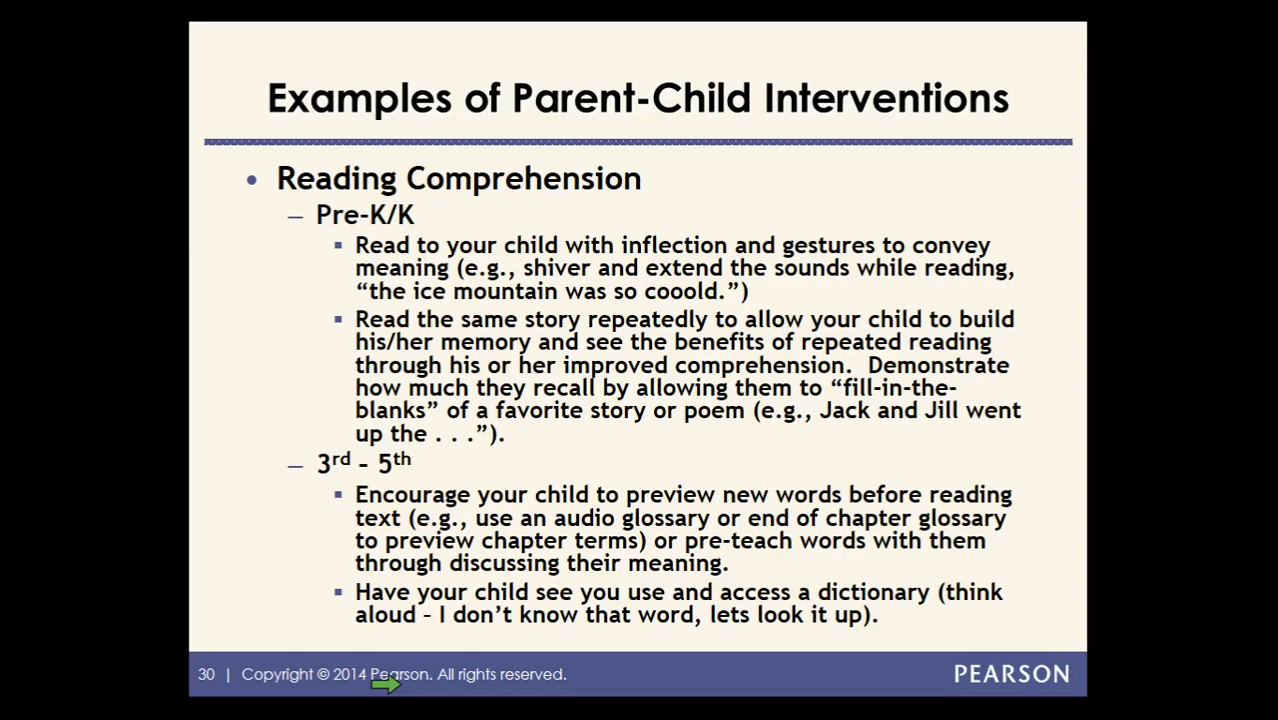 Examples of Parent-Child Interventions
• Reading Comprehension
– Pre-K/K
▪ Read to your child with inflection and gestures to convey
meaning (e.g., shiver and extend the sounds while reading,
“the ice mountain was so cooold.”)
▪ Read the same story repeatedly to allow your child to build
his/her memory and see the benefits of repeated reading
through his or her improved comprehension.  Demonstrate
how much they recall by allowing them to “fill-in-the-
blanks” of a favorite story or poem (e.g., Jack and Jill went
up the . . .”).
– 3rd – 5th
▪ Encourage your child to preview new words before reading
text (e.g., use an audio glossary or end of chapter glossary
to preview chapter terms) or pre-teach words with them
through discussing their meaning.
▪ Have your child see you use and access a dictionary (think
aloud – I don’t know that word, lets look it up).
30 | Copyright © 2014 Pearson. All rights reserved.
PEARSON